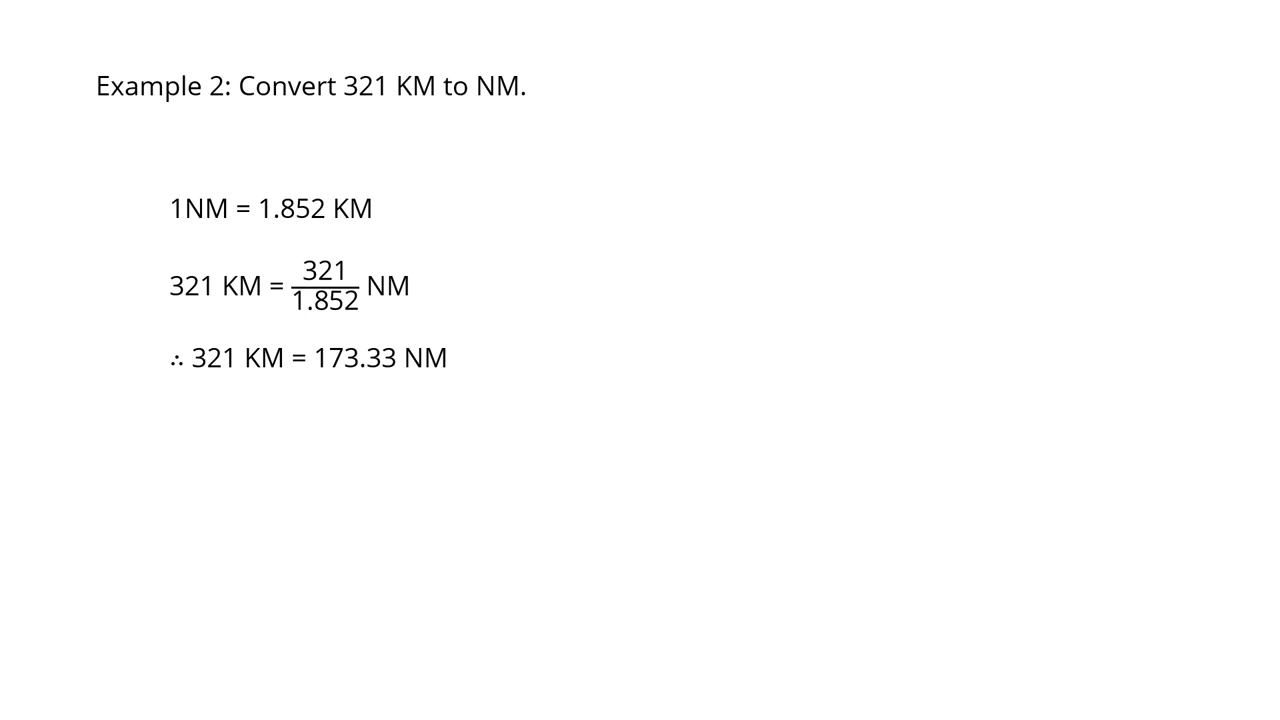 Example 2: Convert 321 KM to NM.
1NM = 1.852 KM
321 KM = 321/1.852 NM
∴ 321 KM = 173.33 NM